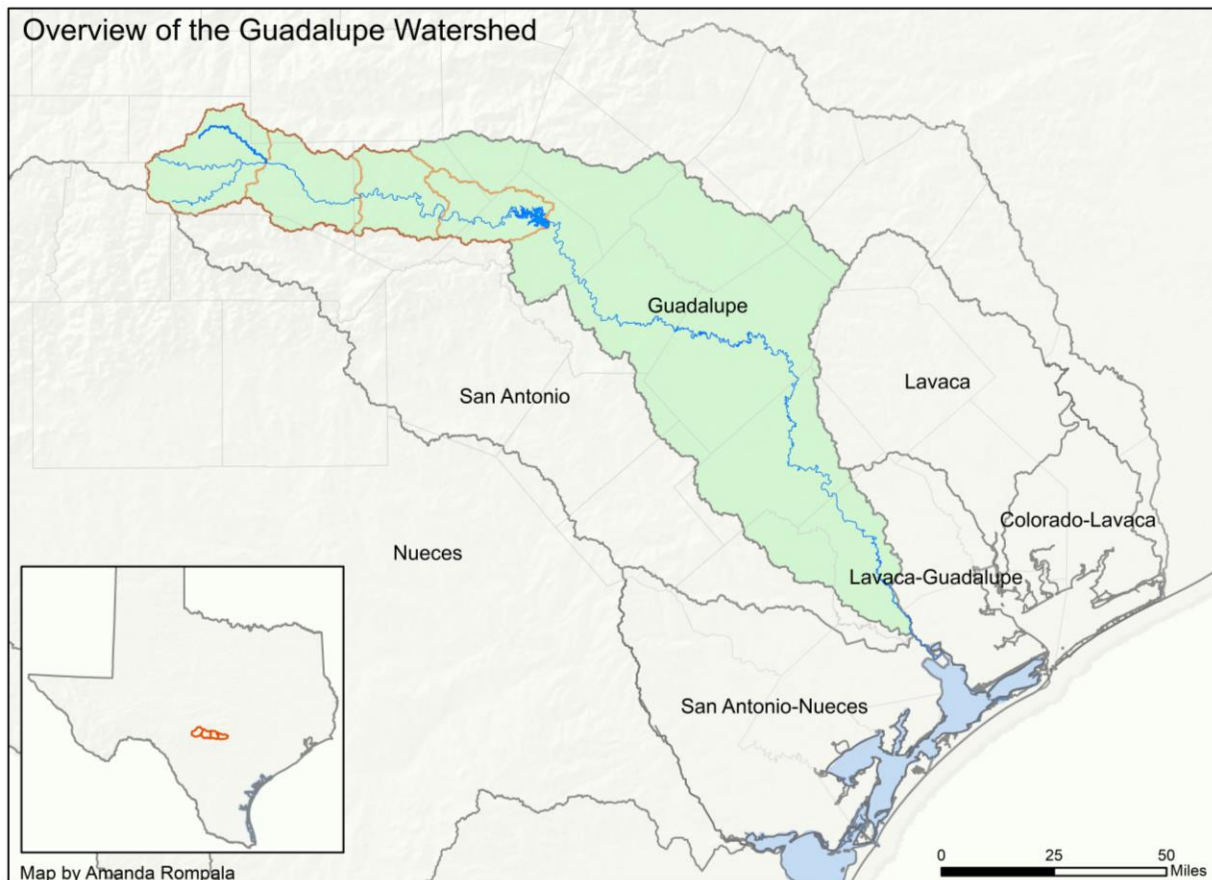 Overview of the Guadalupe Watershed
Guadalupe
Lavaca
San Antonio
Colorado-Lavaca
Nueces
Lavaca-Guadalupe
San Antonio-Nueces
0 25 50
Miles
Map by Amanda Rompala